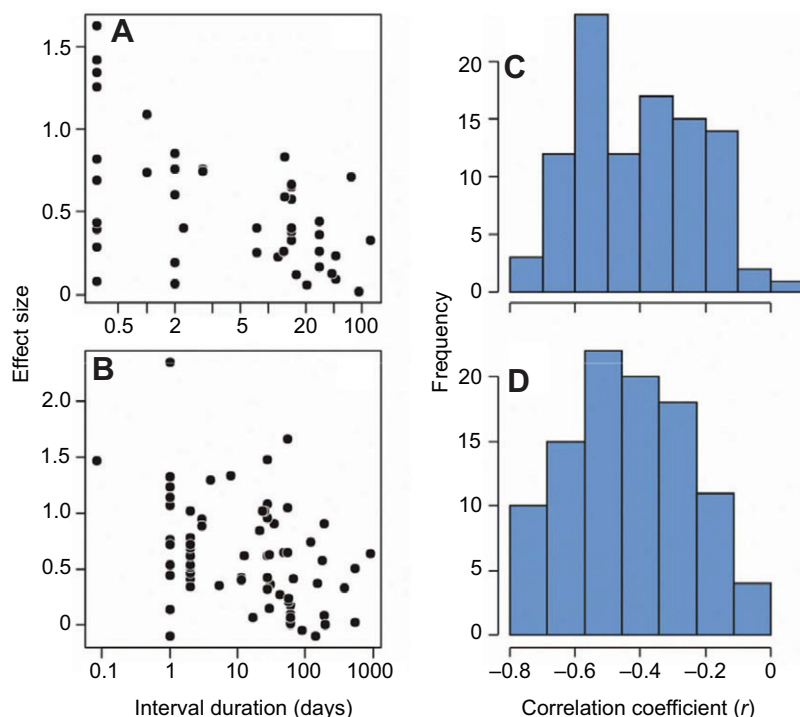 A
1.5
1.0
0.5
0
0.5 2 5 20 100
B
2.0
1.5
1.0
0.5
0
0.1 1 10 100 1000
Effect size
Interval duration (days)
C
20
15
10
5
0
D
20
15
10
5
0
–0.8 –0.6 –0.4 –0.2 0
Frequency
Correlation coefficient (r)